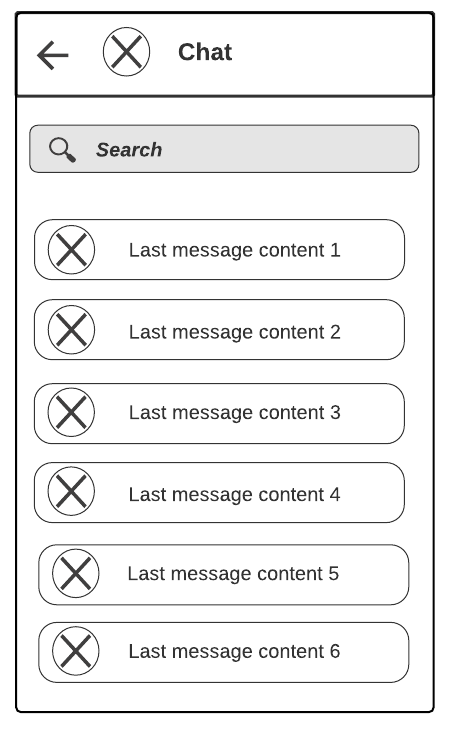 Chat
Search
Last message content 1
Last message content 2
Last message content 3
Last message content 4
Last message content 5
Last message content 6